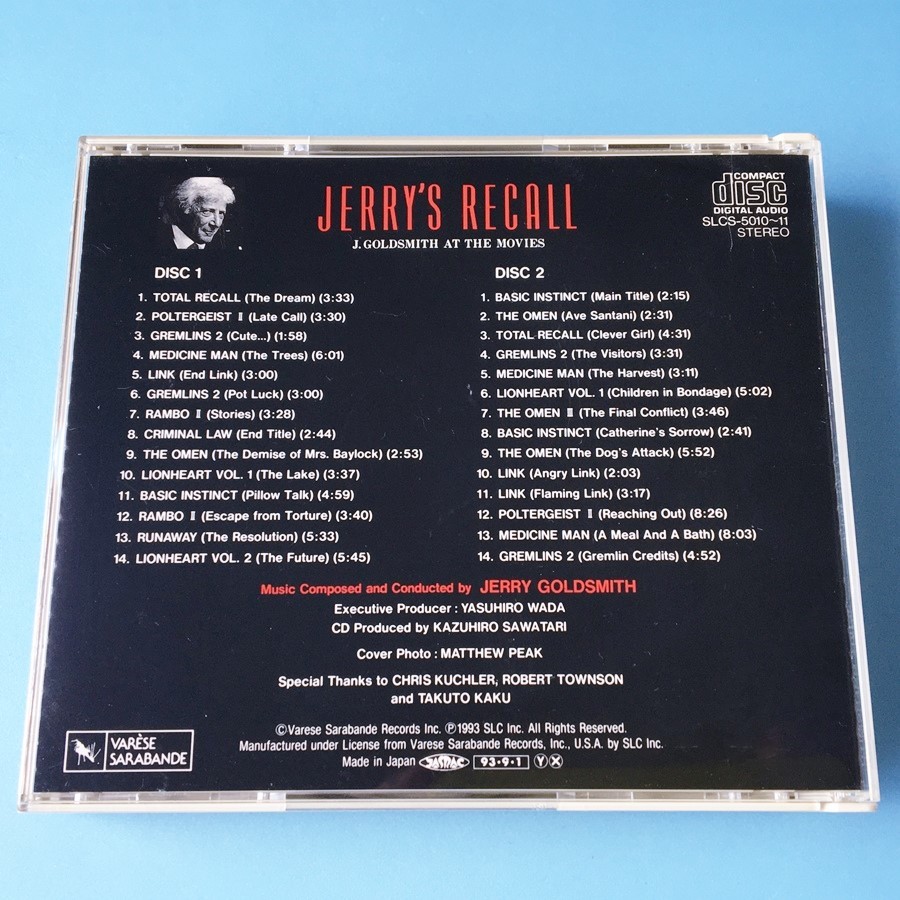 JERRY'S RECALL
J.GOLDSMITH AT THE MOVIES
COMPACT
disc
DIGITAL AUDIO
SLCS-5010~11
STEREO
DISC 1
1. TOTAL RECALL (The Dream) (3:33)
2. POLTERGEIST Ⅱ (Late Call) (3:30)
3. GREMLINS 2 (Cute...) (1:58)
4. MEDICINE MAN (The Trees) (6:01)
5. LINK (End Link) (3:00)
6. GREMLINS 2 (Pot Luck) (3:00)
7. RAMBO Ⅱ (Stories) (3:28)
8. CRIMINAL LAW (End Title) (2:44)
9. THE OMEN (The Demise of Mrs. Baylock) (2:53)
10. LIONHEART VOL. 1 (The Lake) (3:37)
11. BASIC INSTINCT (Pillow Talk) (4:59)
12. RAMBO Ⅱ (Escape from Torture) (3:40)
13. RUNAWAY (The Resolution) (5:33)
14. LIONHEART VOL. 2 (The Future) (5:45)
DISC 2
1. BASIC INSTINCT (Main Title) (2:15)
2. THE OMEN (Ave Santani) (2:31)
3. TOTAL RECALL (Clever Girl) (4:31)
4. GREMLINS 2 (The Visitors) (3:31)
5. MEDICINE MAN (The Harvest) (3:11)
6. LIONHEART VOL. 1 (Children in Bondage) (5:02)
7. THE OMEN Ⅲ (The Final Conflict) (3:46)
8. BASIC INSTINCT (Catherine's Sorrow) (2:41)
9. THE OMEN (The Dog's Attack) (5:52)
10. LINK (Angry Link) (2:03)
11. LINK (Flaming Link) (3:17)
12. POLTERGEIST Ⅱ (Reaching Out) (8:26)
13. MEDICINE MAN (A Meal And A Bath) (8:03)
14. GREMLINS 2 (Gremlin Credits) (4:52)
Music Composed and Conducted by JERRY GOLDSMITH
Executive Producer : YASUHIRO WADA
CD Produced by KAZUHIRO SAWATARI
Cover Photo : MATTHEW PEAK
Special Thanks to CHRIS KUCHLER, ROBERT TOWNSON
and TAKUTO KAKU
©Varese Sarabande Records Inc. ℗1993 SLC Inc. All Rights Reserved.
Manufactured under License from Varese Sarabande Records, Inc., U.S.A. by SLC Inc.
Made in Japan JASRAC 93·9·1 Ⓨ Ⓧ
VARÈSE
SARABANDE